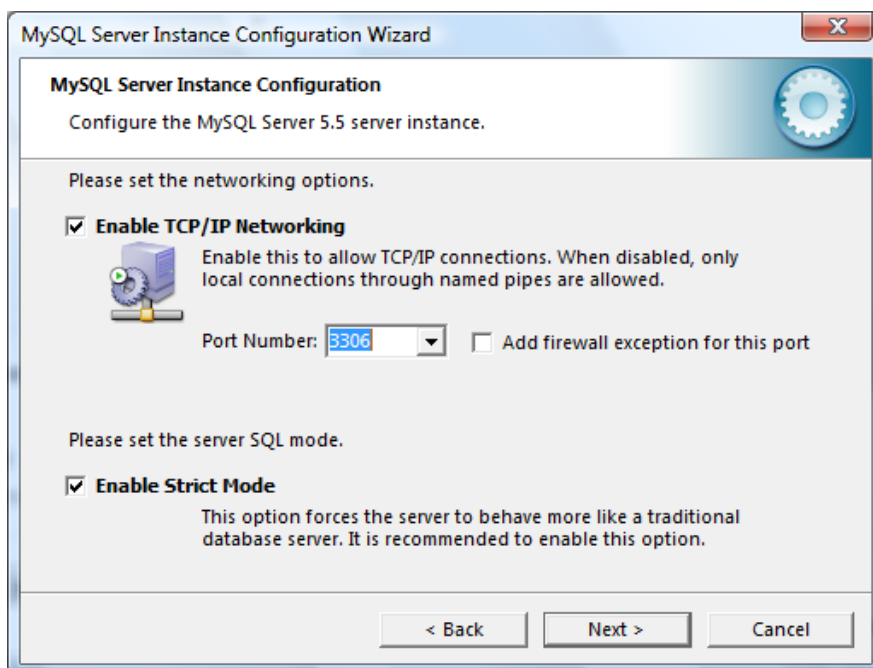 MySQL Server Instance Configuration Wizard
MySQL Server Instance Configuration
Configure the MySQL Server 5.5 server instance.
Please set the networking options.
Enable TCP/IP Networking
Enable this to allow TCP/IP connections. When disabled, only
local connections through named pipes are allowed.
Port Number: 3306 Add firewall exception for this port
Please set the server SQL mode.
Enable Strict Mode
This option forces the server to behave more like a traditional
database server. It is recommended to enable this option.
< Back Next > Cancel